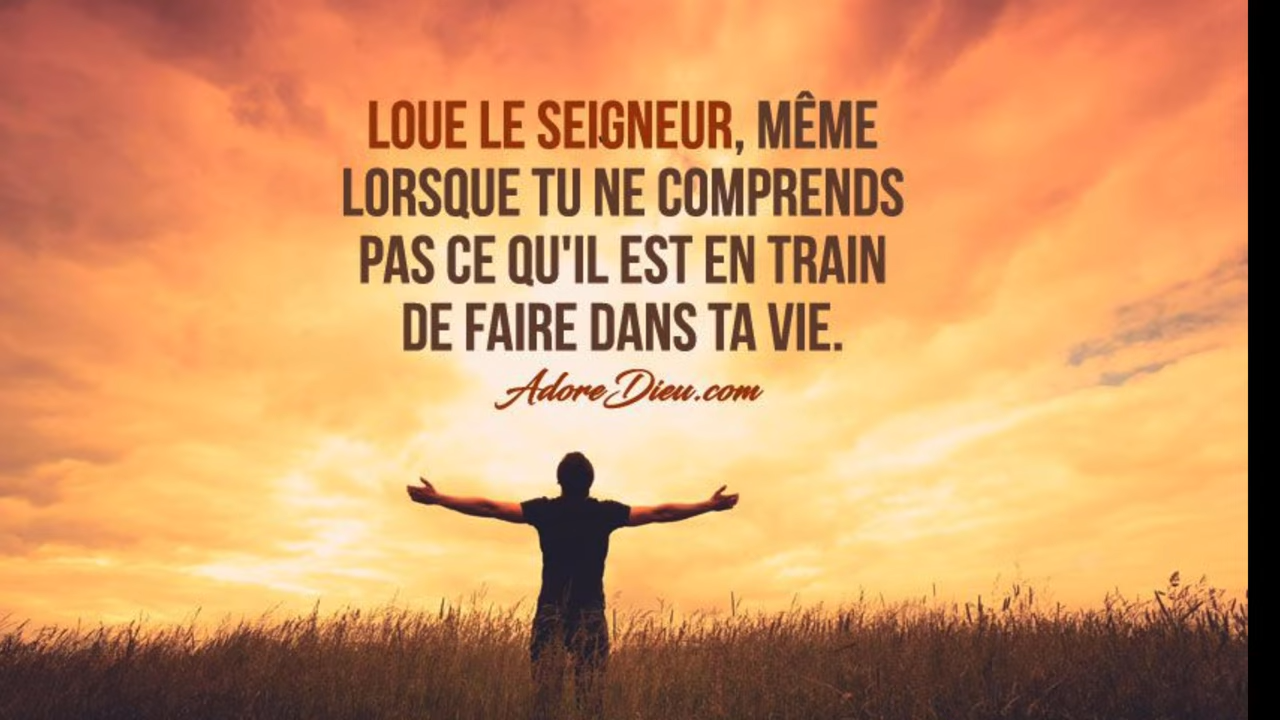 LOUE LE SEIGNEUR, MÊME
LORSQUE TU NE COMPRENDS
PAS CE QU'IL EST EN TRAIN
DE FAIRE DANS TA VIE.
AdoreDieu.com